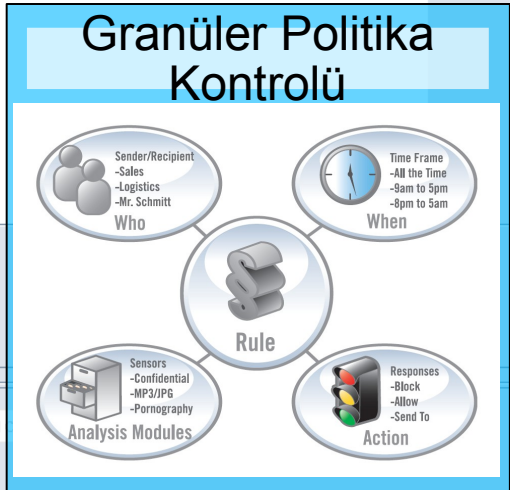 Granüler Politika
Kontrolü
Sender/Recipient
-Sales
-Logistics
-Mr. Schmitt
Who
Time Frame
-All the Time
-9am to 5pm
-8pm to 5am
When
§
Rule
Sensors
-Confidential
-MP3/JPG
-Pornography
Analysis Modules
Responses
-Block
-Allow
-Send To
Action